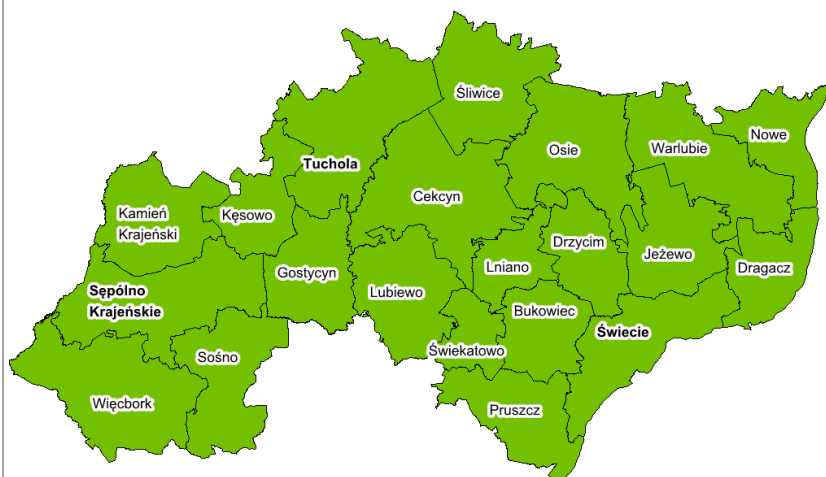 Śliwice
Nowe
Osie
Warlubie
Tuchola
Cekcyn
Kamień
Krajeński
Kęsowo
Drzycim
Jeżewo
Gostycyn
Lniano
Dragacz
Lubiewo
Sępólno
Krajeńskie
Bukowiec
Świecie
Świekatowo
Sośno
Więcbork
Pruszcz